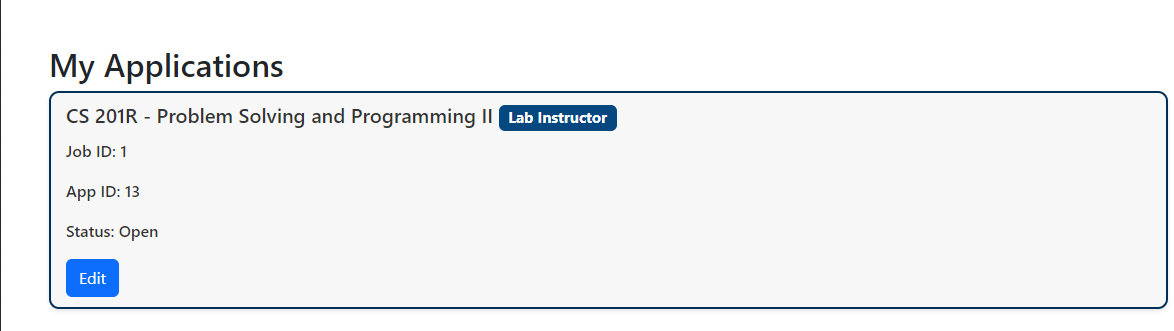 My Applications
CS 201R - Problem Solving and Programming II Lab Instructor
Job ID: 1
App ID: 13
Status: Open
Edit